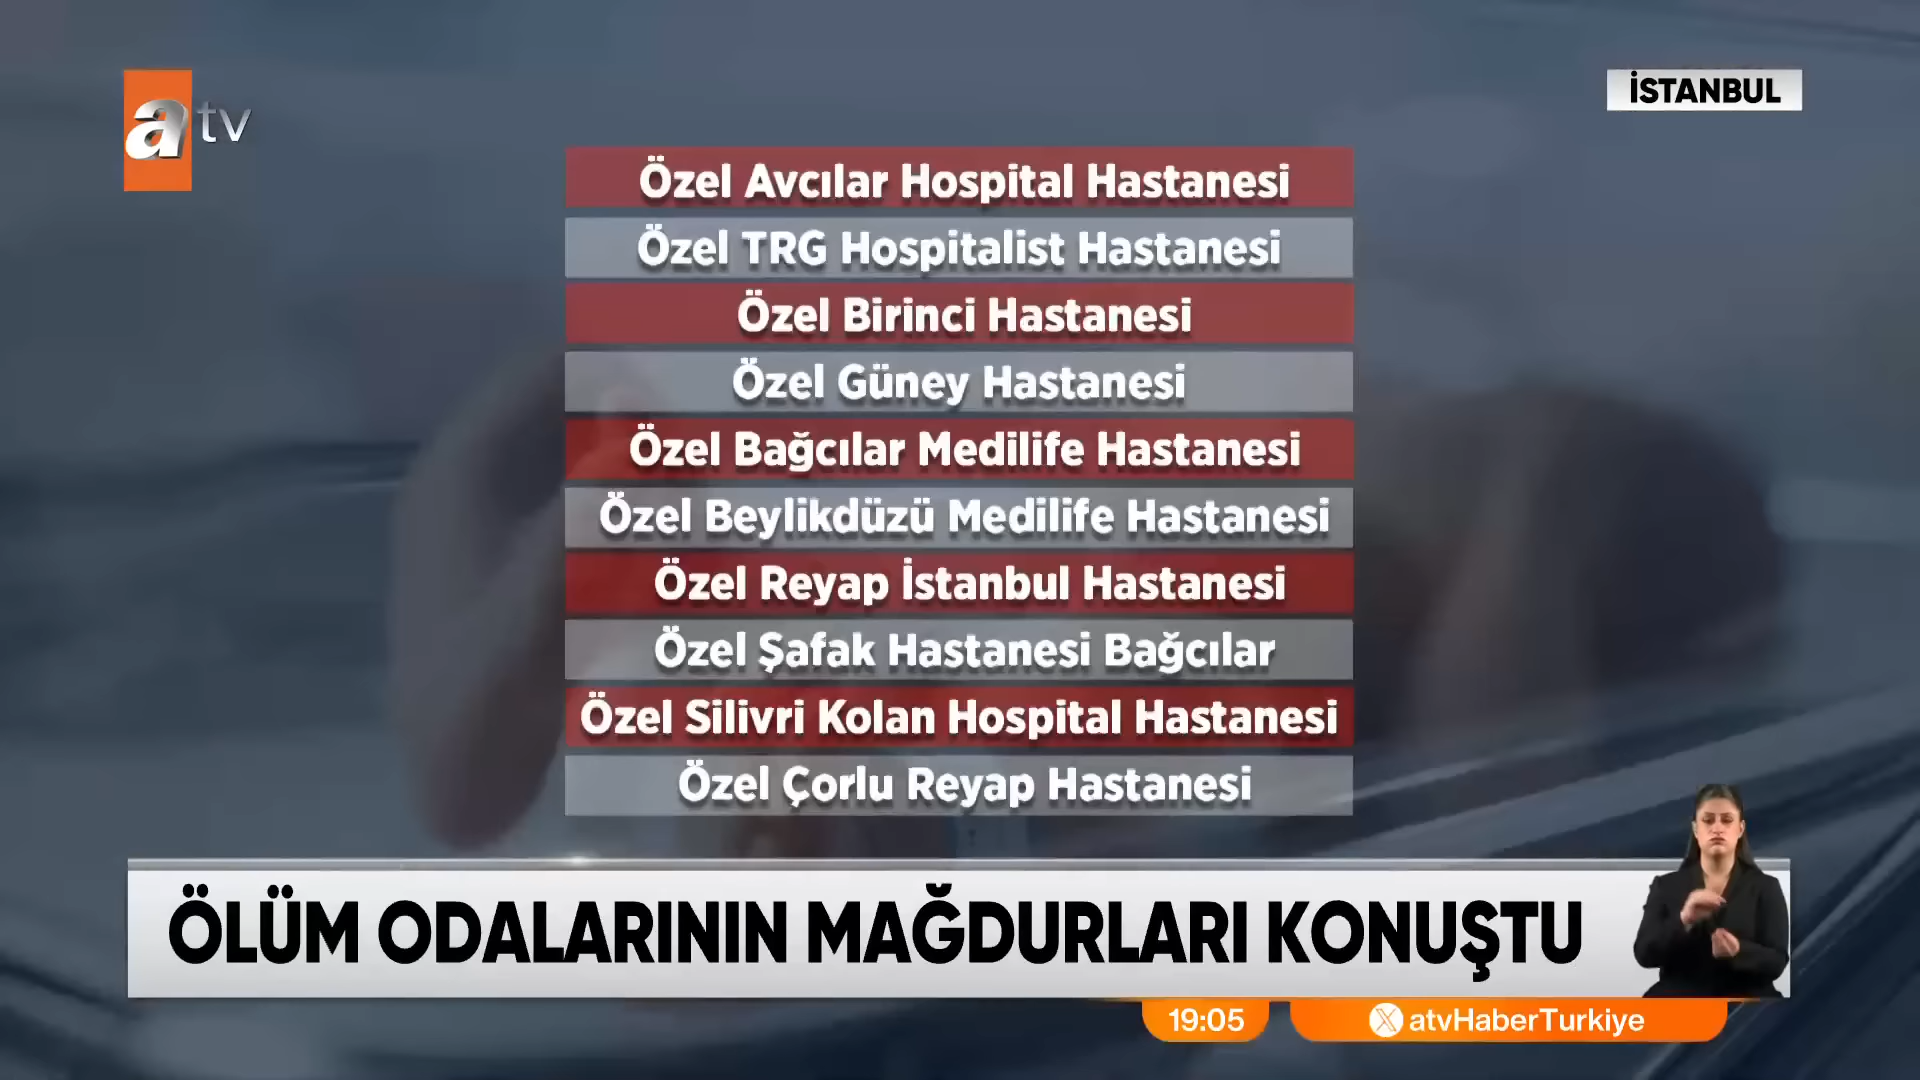 a tv
İSTANBUL
Özel Avcılar Hospital Hastanesi
Özel TRG Hospitalist Hastanesi
Özel Birinci Hastanesi
Özel Güney Hastanesi
Özel Bağcılar Medilife Hastanesi
Özel Beylikdüzü Medilife Hastanesi
Özel Reyap İstanbul Hastanesi
Özel Şafak Hastanesi Bağcılar
Özel Silivri Kolan Hospital Hastanesi
Özel Çorlu Reyap Hastanesi
ÖLÜM ODALARININ MAĞDURLARI KONUŞTU
19:05
X atvHaberTurkiye